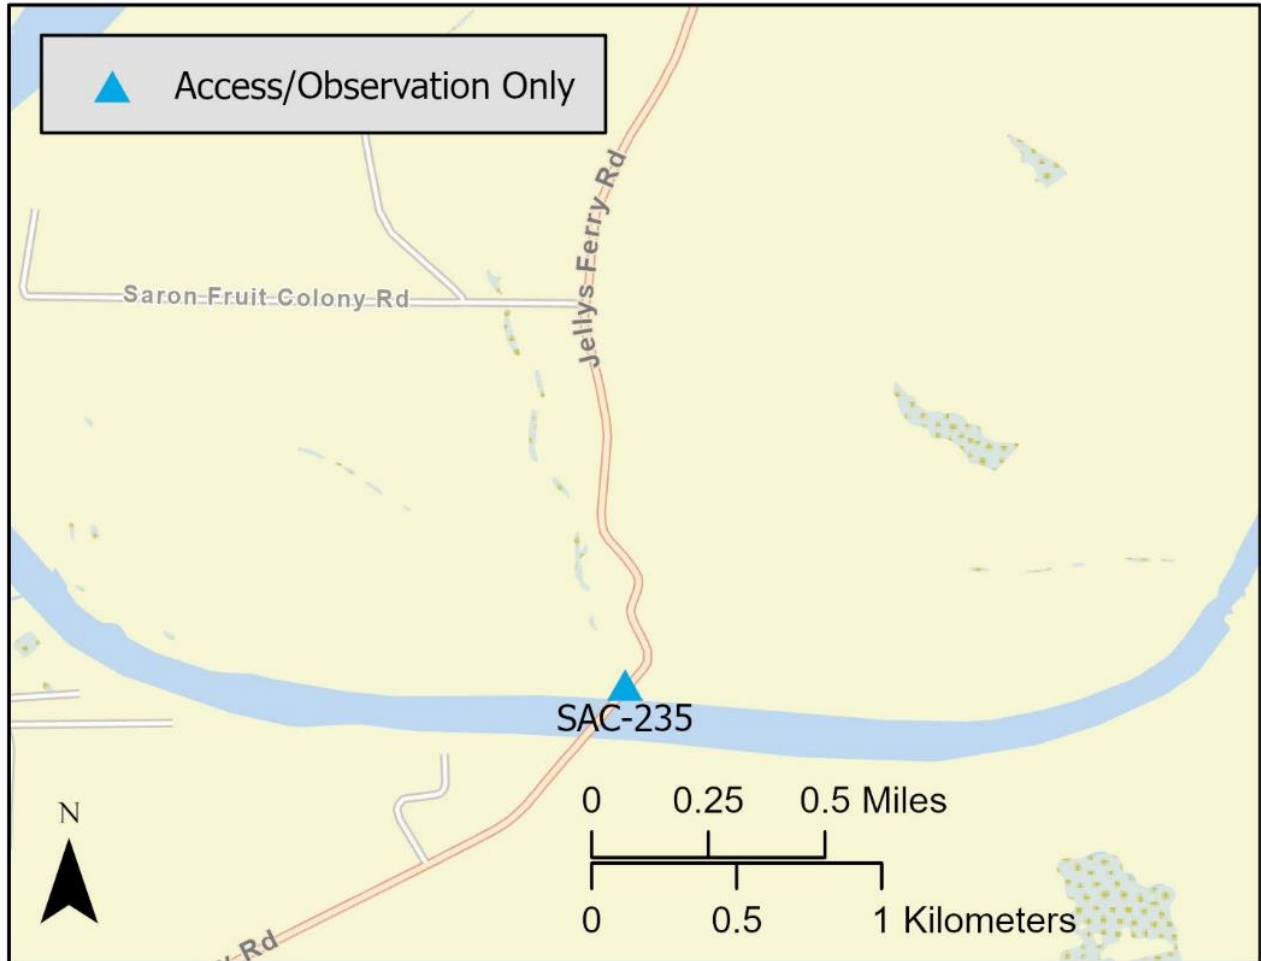 Access/Observation Only
Jellys Ferry Rd
Saron Fruit Colony Rd
SAC-235
N
0 0.25 0.5 Miles
0 0.5 1 Kilometers
Rd